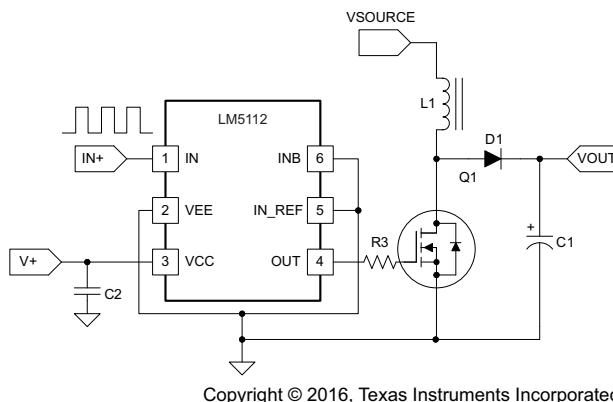 VSOURCE
L1
LM5112
D1
IN+
1
IN
INB
6
VOUT
Q1
2
VEE
IN_REF
5
+
C1
R3
V+
3
VCC
OUT
4
C2
Copyright © 2016, Texas Instruments Incorporated